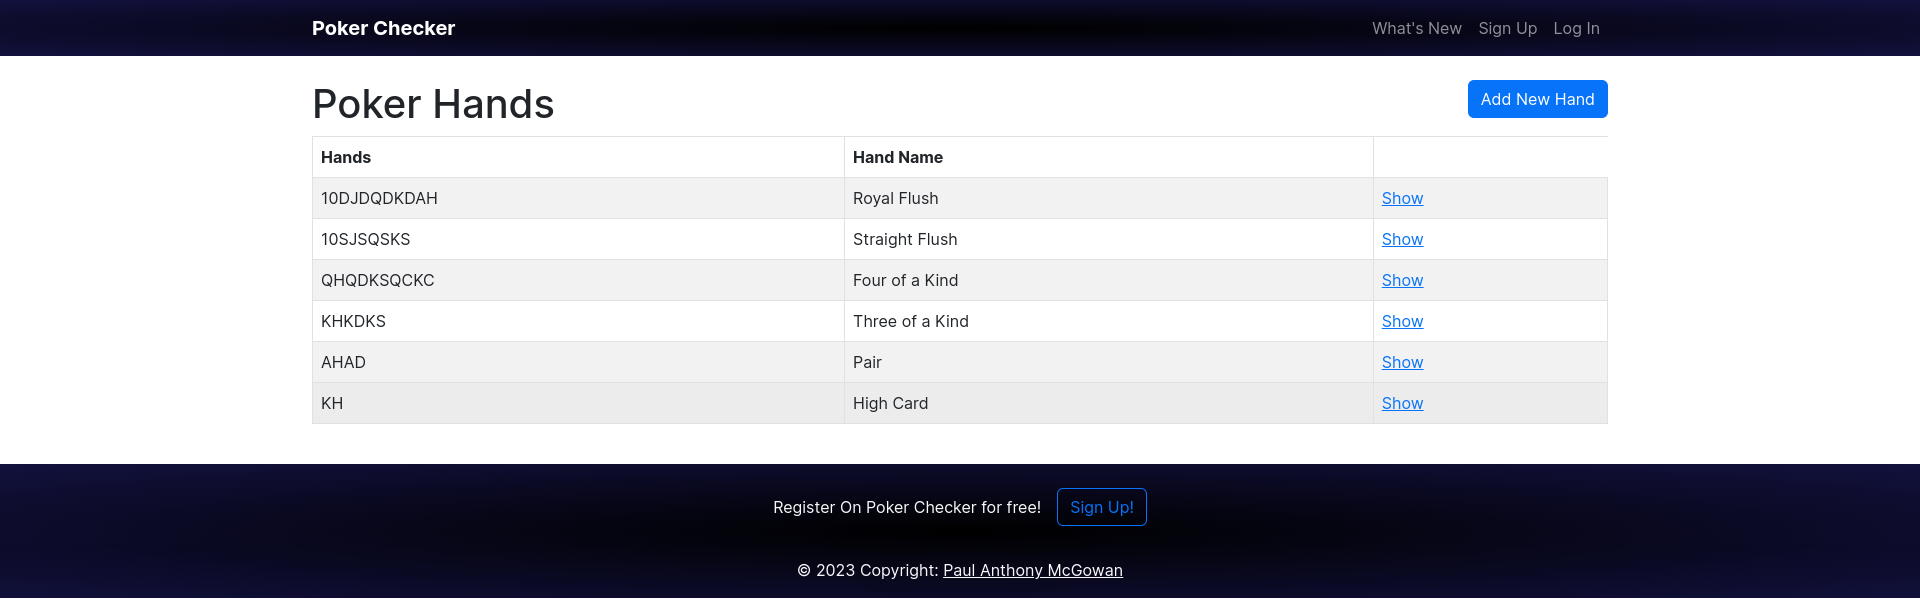 Poker Checker What's New Sign Up Log In
Poker Hands Add New Hand
Hands Hand Name
10DJDQDKDAH Royal Flush Show
10SJSQSKS Straight Flush Show
QHQDKSQCKC Four of a Kind Show
KHKDKS Three of a Kind Show
AHAD Pair Show
KH High Card Show
Register On Poker Checker for free! Sign Up!
© 2023 Copyright: Paul Anthony McGowan